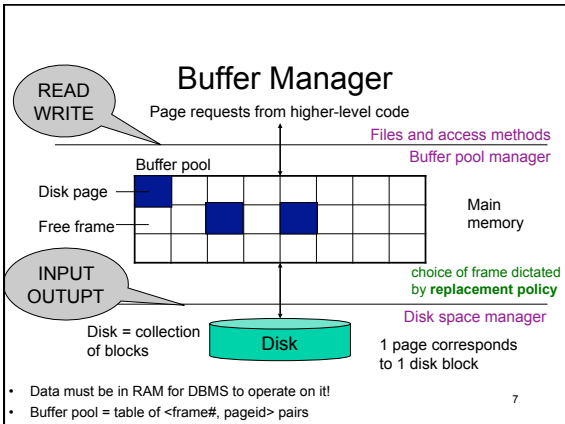 Buffer Manager
READ
WRITE
Page requests from higher-level code
Files and access methods
Buffer pool manager
Buffer pool
Disk page
Free frame
Main
memory
INPUT
OUTUPT
choice of frame dictated
by replacement policy
Disk space manager
Disk = collection
of blocks
Disk
1 page corresponds
to 1 disk block
• Data must be in RAM for DBMS to operate on it!
• Buffer pool = table of <frame#, pageid> pairs
7